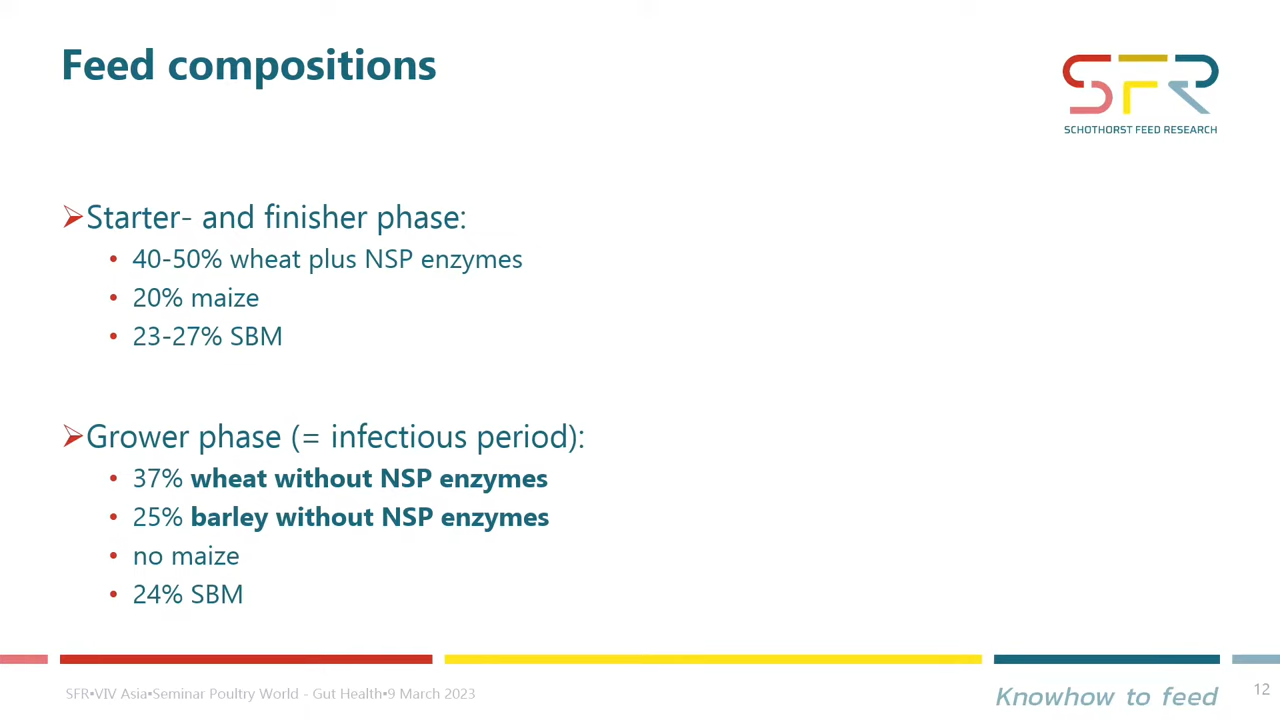 Feed compositions
SFR
SCHOTHORST FEED RESEARCH
➢Starter- and finisher phase:
• 40-50% wheat plus NSP enzymes
• 20% maize
• 23-27% SBM
➢Grower phase (= infectious period):
• 37% wheat without NSP enzymes
• 25% barley without NSP enzymes
• no maize
• 24% SBM
SFR•VIV Asia•Seminar Poultry World - Gut Health•9 March 2023
Knowhow to feed
12